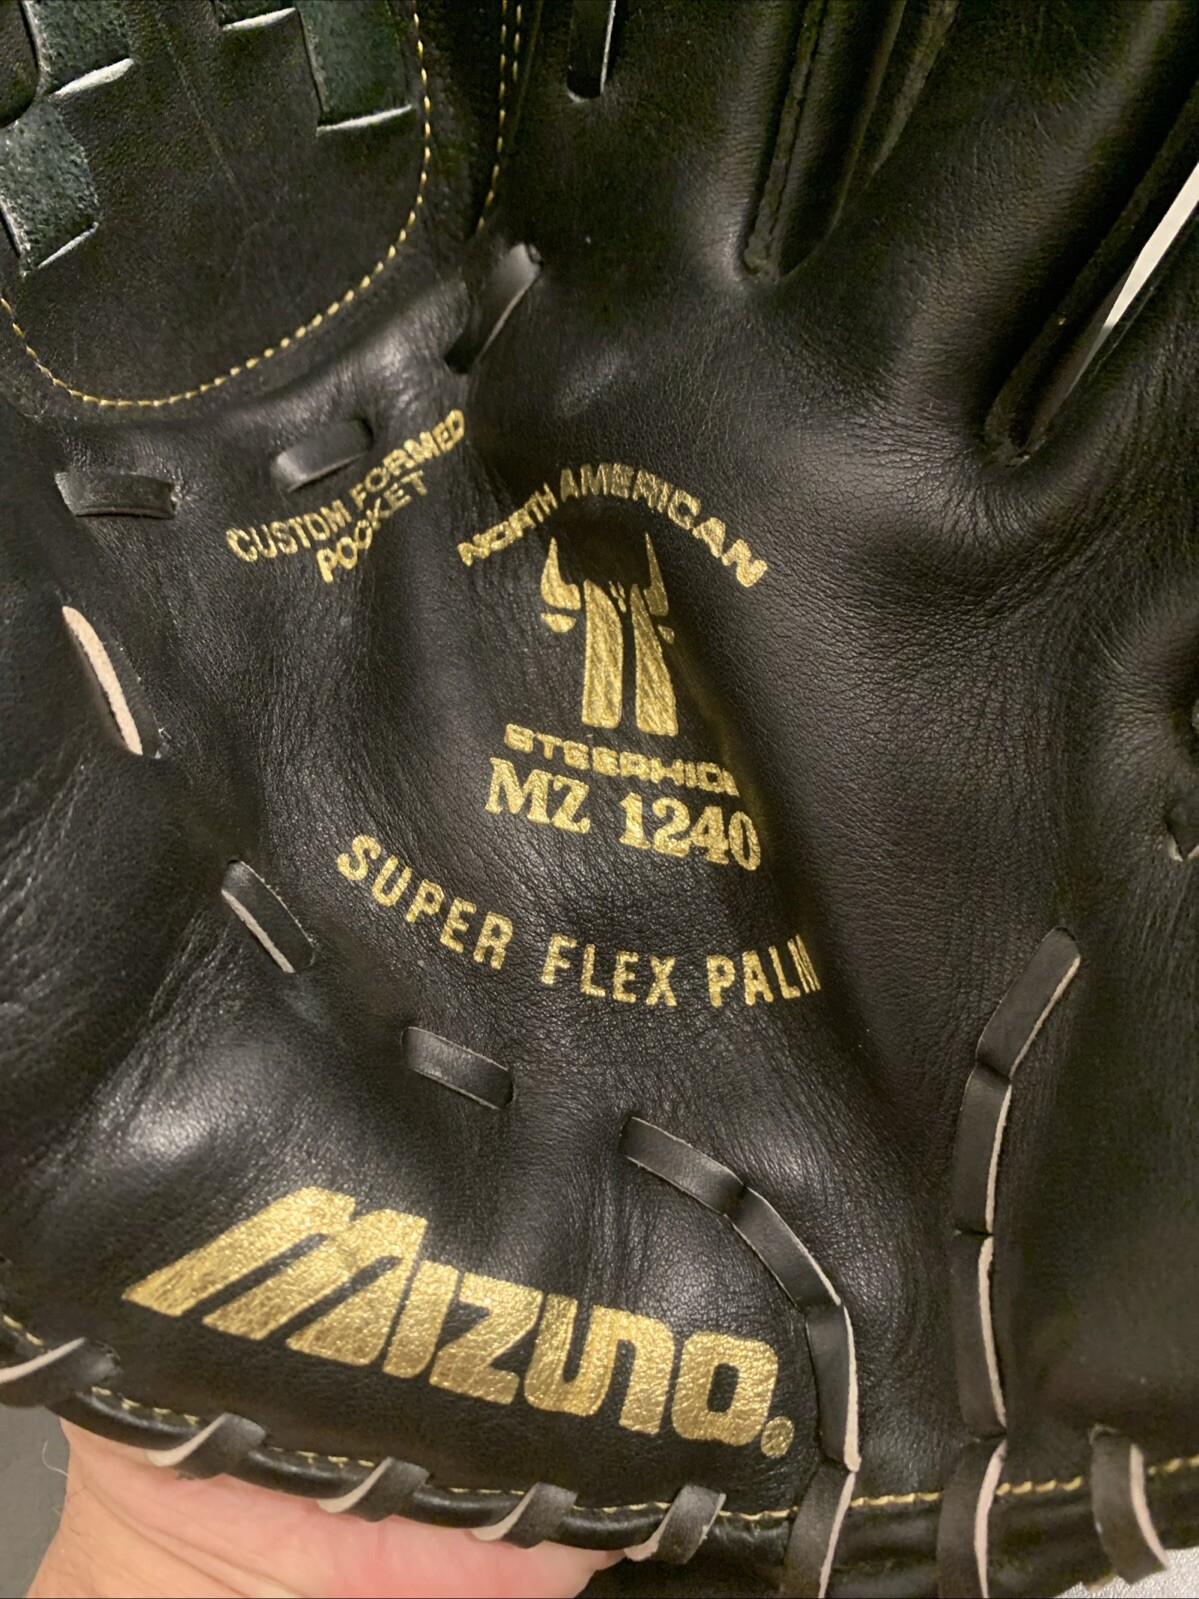 CUSTOM FORMED
POCKET
NORTH AMERICAN
STEERHIDE
MZ 1240
SUPER FLEX PALM
MIZUNO®